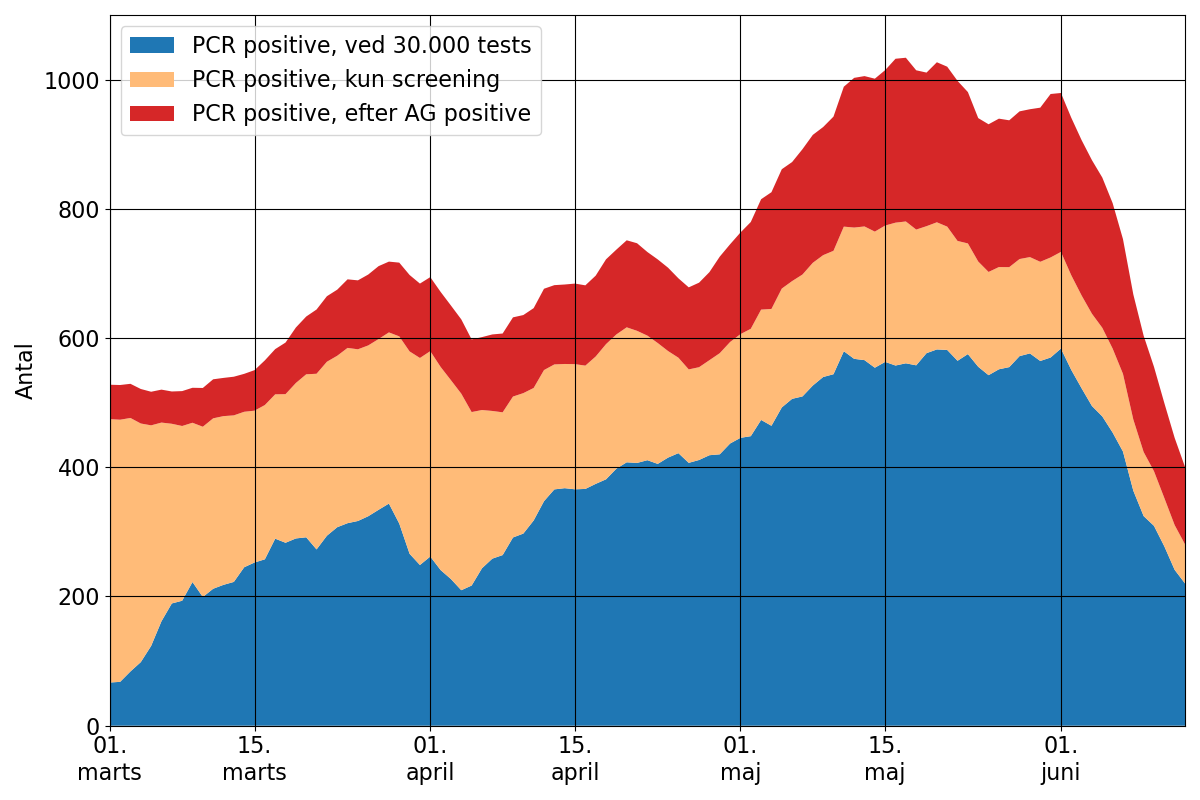 PCR positive, ved 30.000 tests
PCR positive, kun screening
PCR positive, efter AG positive
Antal
1000
800
600
400
200
0
01. 15. 01. 15. 01. 15. 01.
marts marts april april maj maj juni